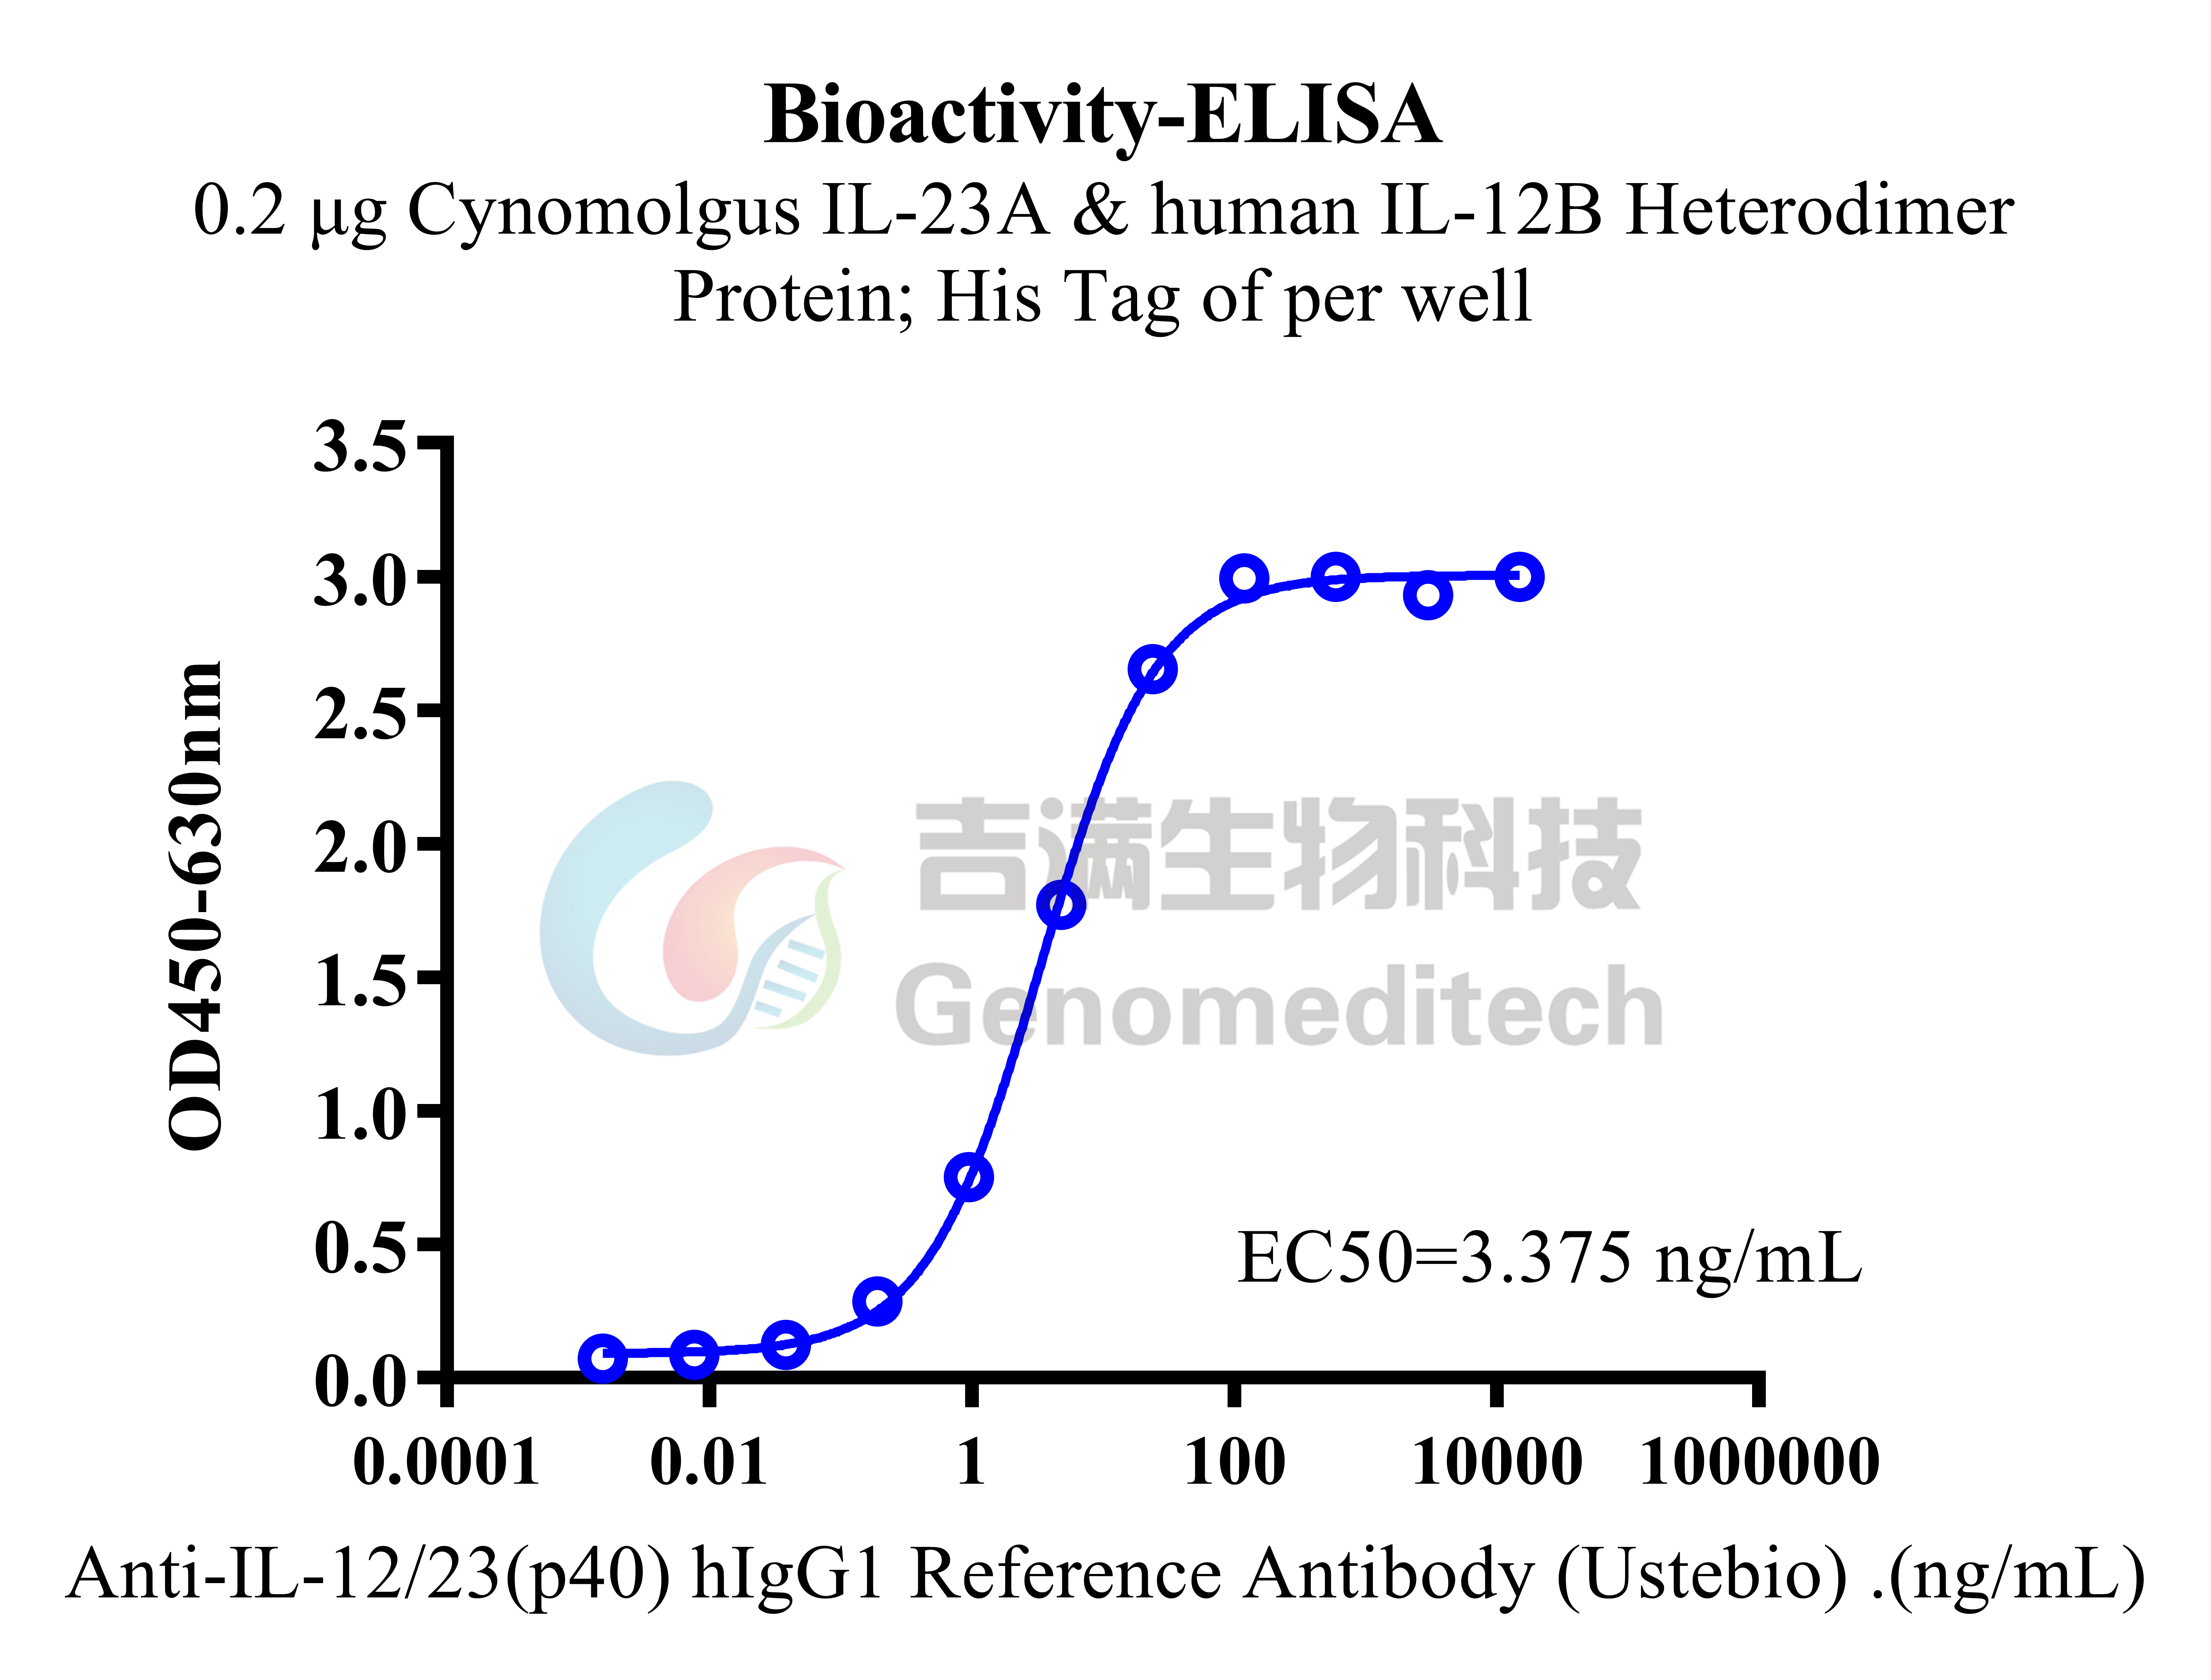 Bioactivity-ELISA
0.2 μg Cynomolgus IL-23A & human IL-12B Heterodimer
Protein; His Tag of per well
3.5
3.0
2.5
2.0
1.5
1.0
0.5
0.0
OD450-630nm
吉满生物科技
Genomeditech
EC50=3.375 ng/mL
0.0001 0.01 1 100 10000 1000000
Anti-IL-12/23(p40) hIgG1 Reference Antibody (Ustebio) .(ng/mL)